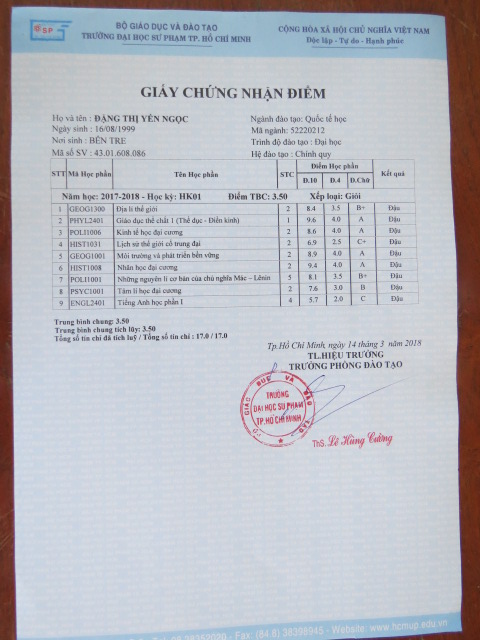 SP
BỘ GIÁO DỤC VÀ ĐÀO TẠO
TRƯỜNG ĐẠI HỌC SƯ PHẠM TP. HỒ CHÍ MINH
CỘNG HÒA XÃ HỘI CHỦ NGHĨA VIỆT NAM
Độc lập - Tự do - Hạnh phúc
GIẤY CHỨNG NHẬN ĐIỂM
Họ và tên : ĐẶNG THỊ YẾN NGỌC
Ngành đào tạo: Quốc tế học
Ngày sinh : 16/08/1999
Mã ngành: 52220212
Nơi sinh : BẾN TRE
Trình độ đào tạo : Đại học
Mã số SV : 43.01.608.086
Hệ đào tạo : Chính quy
STT Mã Học phần Tên Học phần STC Điểm Học phần Kết quả
Đ.10 Đ.4 Đ.Chữ
Năm học: 2017-2018 - Học kỳ: HK01 Điểm TBC: 3.50 Xếp loại: Giỏi
1 GEOG1300 Địa lí thế giới 2 8.4 3.5 B+ Đậu
2 PHYL2401 Giáo dục thể chất 1 (Thể dục - Điền kinh) 1 9.6 4.0 A Đậu
3 POLI1006 Kinh tế học đại cương 2 8.6 4.0 A Đậu
4 HIST1031 Lịch sử thế giới cổ trung đại 2 6.9 2.5 C+ Đậu
5 GEOG1001 Môi trường và phát triển bền vững 2 8.9 4.0 A Đậu
6 HIST1008 Nhân học đại cương 2 9.4 4.0 A Đậu
7 POLI1001 Những nguyên lí cơ bản của chủ nghĩa Mác – Lênin 5 8.1 3.5 B+ Đậu
8 PSYC1001 Tâm lí học đại cương 2 7.6 3.0 B Đậu
9 ENGL2401 Tiếng Anh học phần I 4 5.7 2.0 C Đậu
Trung bình chung: 3.50
Trung bình chung tích lũy: 3.50
Tổng số tín chỉ đã tích luỹ / Tổng số tín chỉ : 17.0 / 17.0
Tp.Hồ Chí Minh, ngày 14 tháng 3 năm 2018
TL.HIỆU TRƯỞNG
TRƯỞNG PHÒNG ĐÀO TẠO
GIÁO DỤC VÀ ĐÀO TẠO
TRƯỜNG
ĐẠI HỌC SƯ PHẠM
TP.HỒ CHÍ MINH
ThS. Lê Hùng Cường
38352020 - Fax: (84.8) 38398945 - Website: www.hcmup.edu.vn